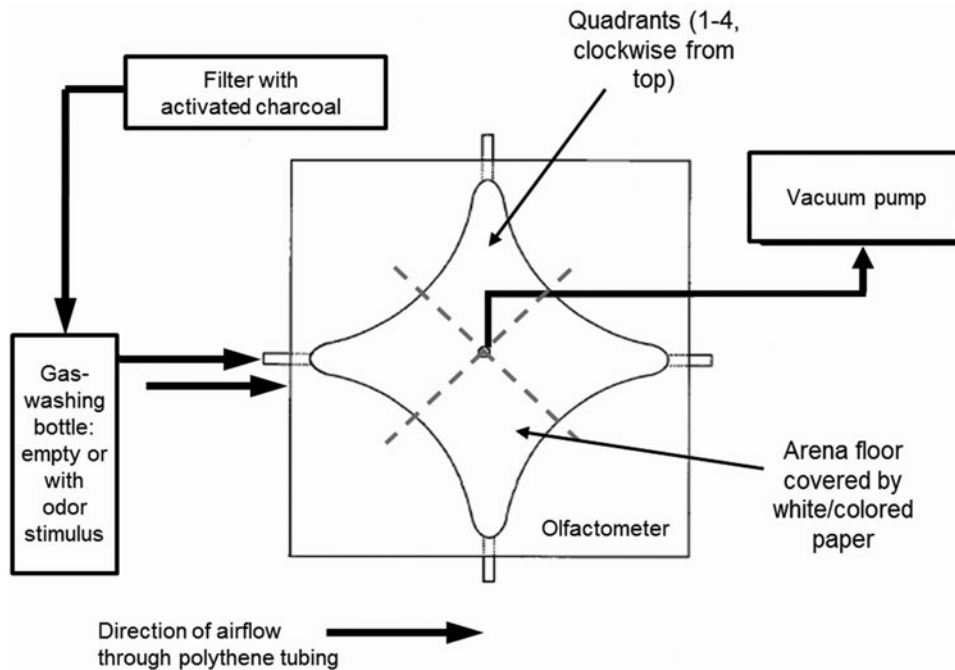 Quadrants (1-4,
clockwise from
top)
Filter with
activated charcoal
Vacuum pump
Gas-
washing
bottle:
empty or
with
odor
stimulus
Arena floor
covered by
white/colored
paper
Olfactometer
Direction of airflow
through polythene tubing